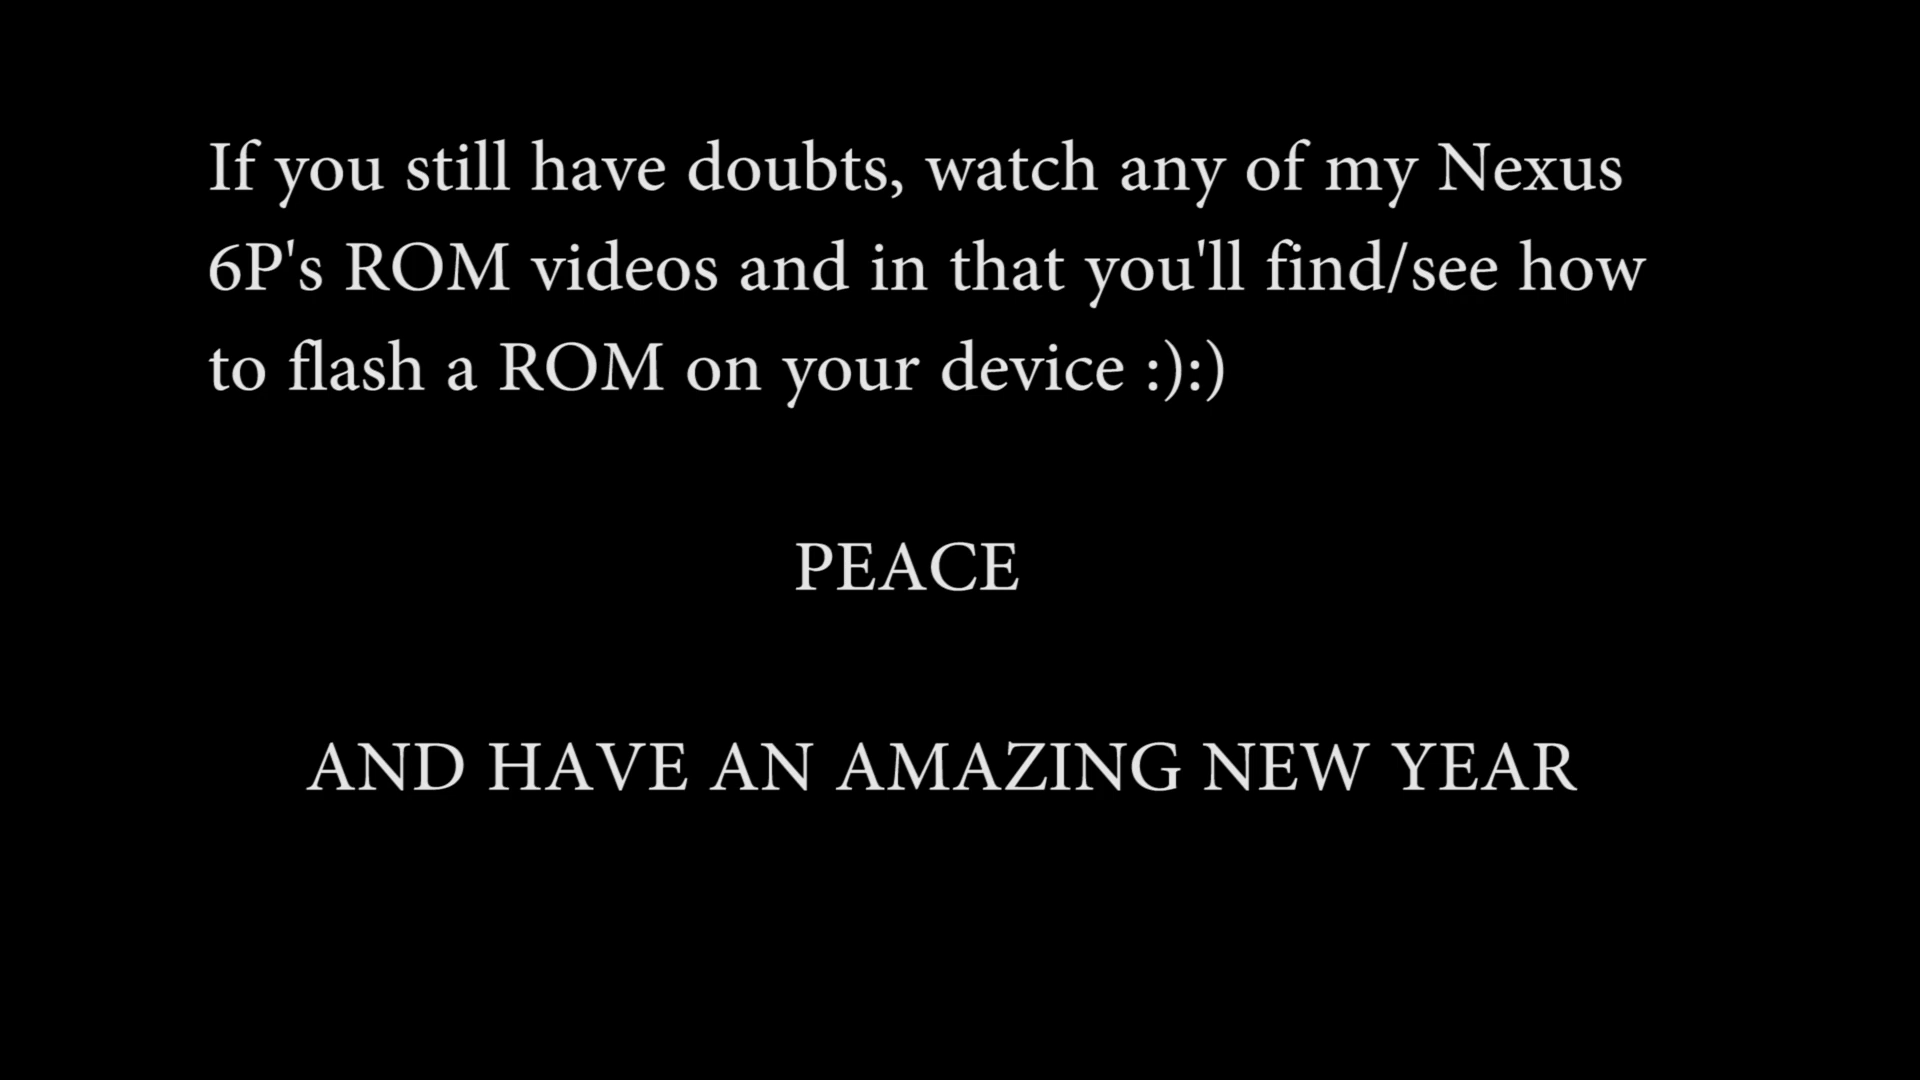 If you still have doubts, watch any of my Nexus
6P's ROM videos and in that you'll find/see how
to flash a ROM on your device :):)
PEACE
AND HAVE AN AMAZING NEW YEAR